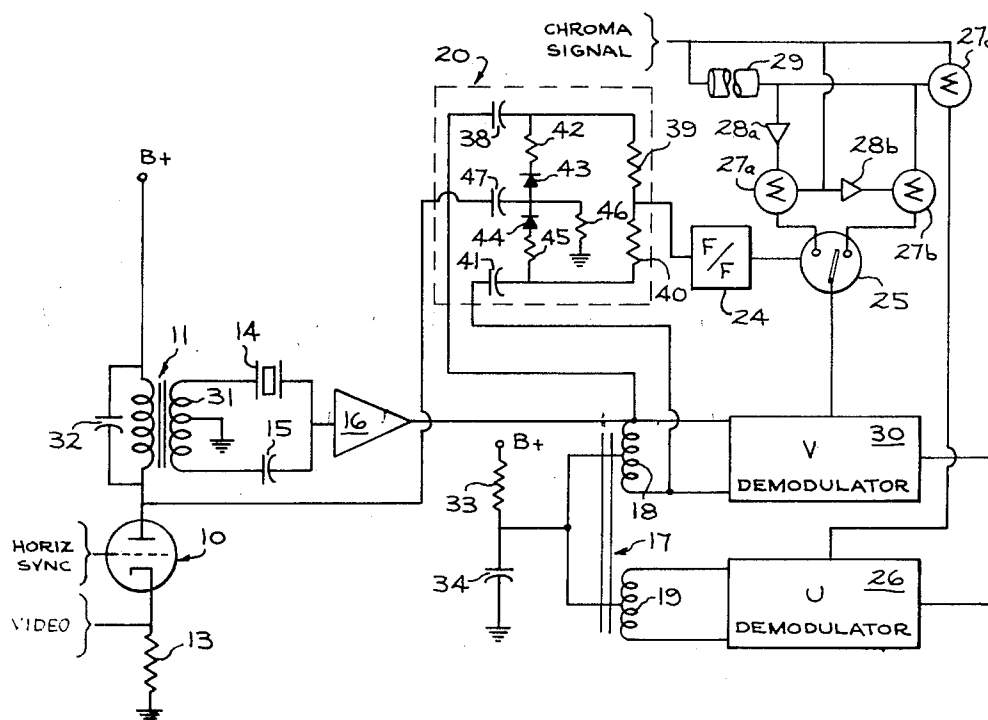 CHROMA
SIGNAL
20
29
38
42
39
28a
28b
47
43
27a
44
46
45
41
40
F/F
24
25
27b
B+
11
14
31
32
15
16
B+
33
34
18
17
19
30
V
DEMODULATOR
26
U
DEMODULATOR
HORIZ
SYNC
10
VIDEO
13